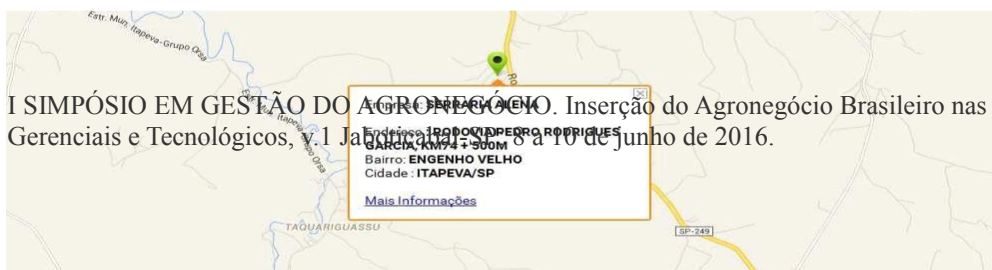 Estr. Mun. Itapeva-Grupo Orsa
I SIMPÓSIO EM GESTÃO DO AGRONEGÓCIO. Inserção do Agronegócio Brasileiro nas
Empresa: SERRARIA ALENA
Gerenciais e Tecnológicos, V.1 Jaboticabal-SP: 8 a 10 de junho de 2016.
Endereço : RODOVIA PEDRO RODRIGUES
GARCIA, KM74 + 500M
Bairro: ENGENHO VELHO
Cidade : ITAPEVA/SP
Mais Informações
TAQUARIGUASSU
SP-249